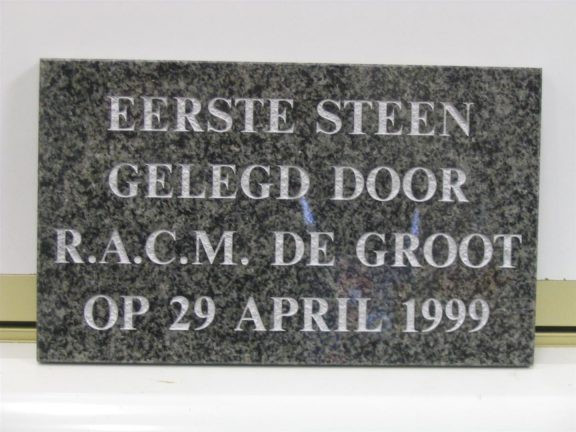 EERSTE STEEN
GELEGD DOOR
R.A.C.M. DE GROOT
OP 29 APRIL 1999